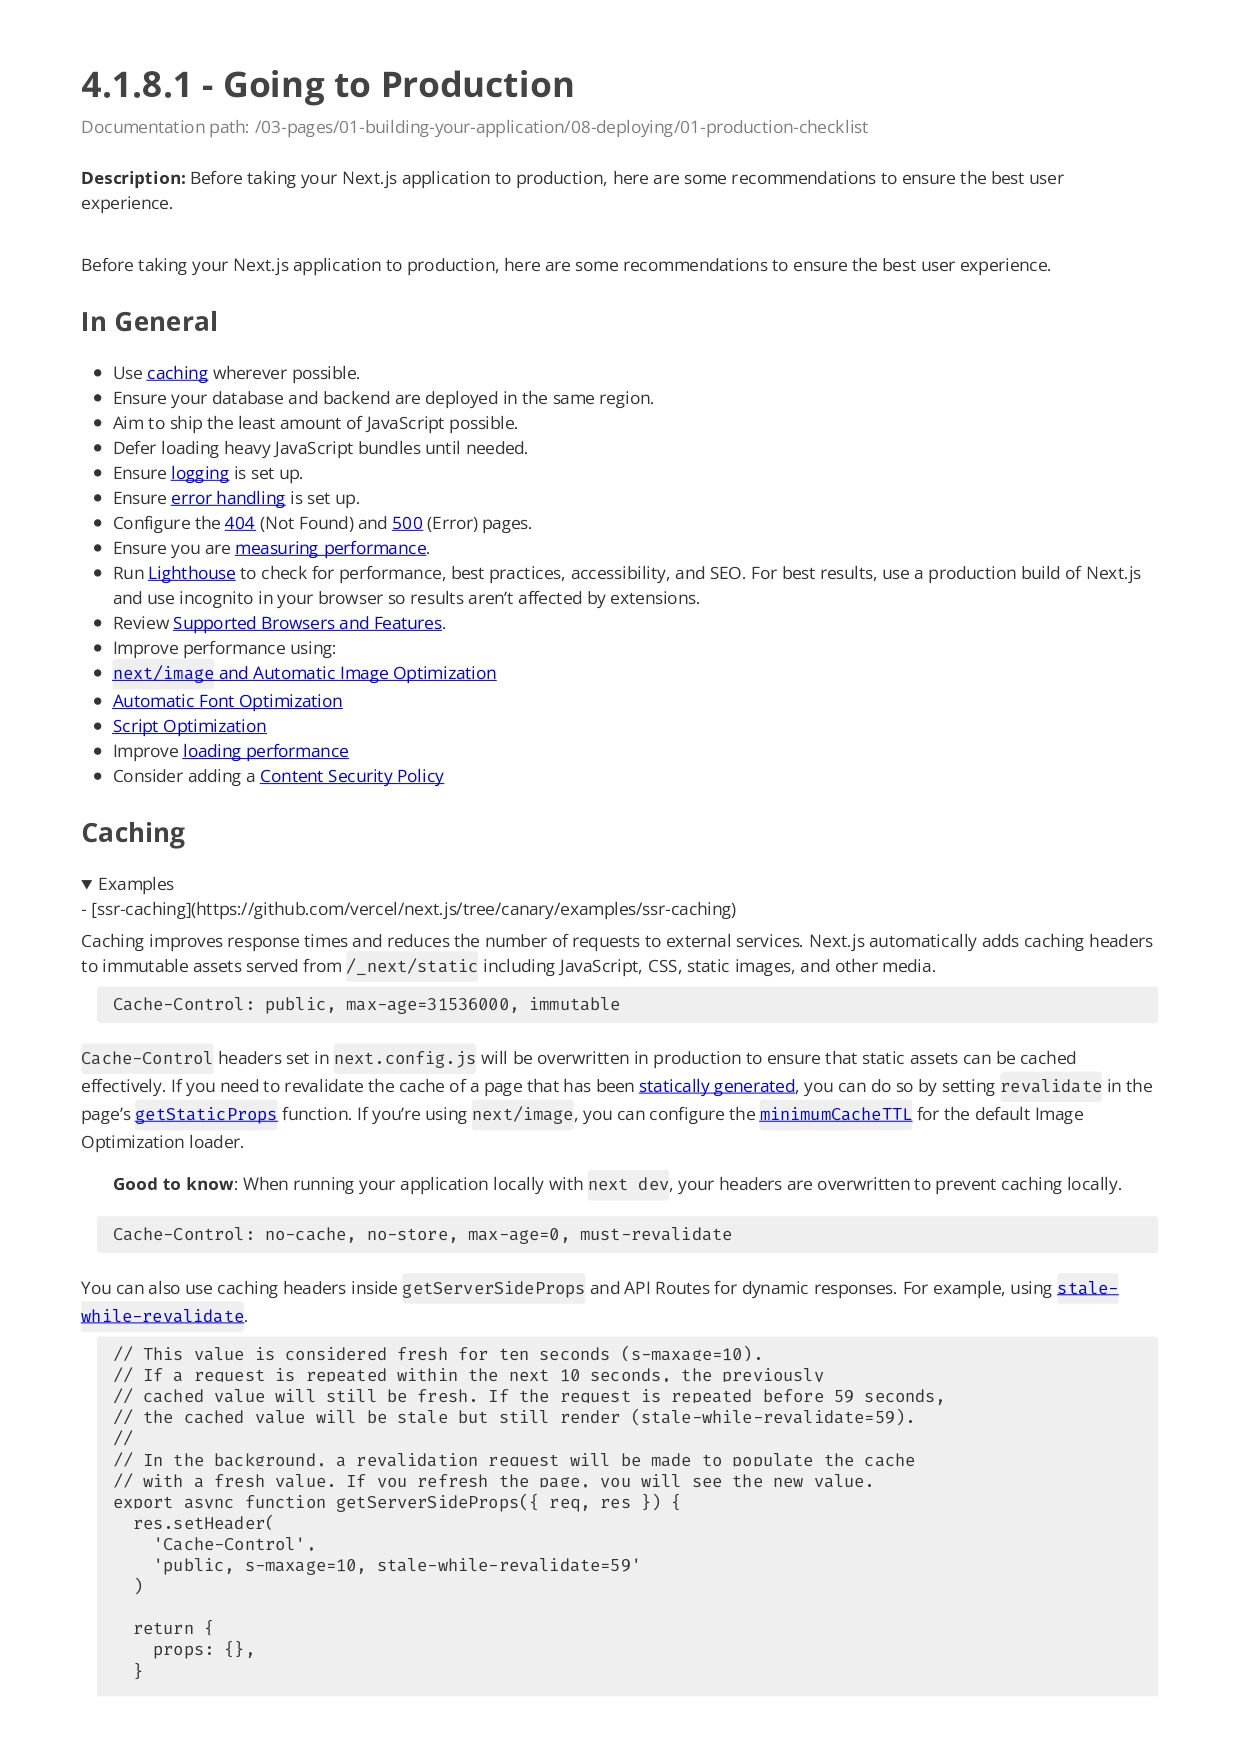 4.1.8.1 - Going to Production
Documentation path: /03-pages/01-building-your-application/08-deploying/01-production-checklist
Description: Before taking your Next.js application to production, here are some recommendations to ensure the best user
experience.
Before taking your Next.js application to production, here are some recommendations to ensure the best user experience.
In General
• Use caching wherever possible.
• Ensure your database and backend are deployed in the same region.
• Aim to ship the least amount of JavaScript possible.
• Defer loading heavy JavaScript bundles until needed.
• Ensure logging is set up.
• Ensure error handling is set up.
• Configure the 404 (Not Found) and 500 (Error) pages.
• Ensure you are measuring performance.
• Run Lighthouse to check for performance, best practices, accessibility, and SEO. For best results, use a production build of Next.js
and use incognito in your browser so results aren’t affected by extensions.
• Review Supported Browsers and Features.
• Improve performance using:
• next/image and Automatic Image Optimization
• Automatic Font Optimization
• Script Optimization
• Improve loading performance
• Consider adding a Content Security Policy
Caching
▼ Examples
- [ssr-caching](https://github.com/vercel/next.js/tree/canary/examples/ssr-caching)
Caching improves response times and reduces the number of requests to external services. Next.js automatically adds caching headers
to immutable assets served from /_next/static including JavaScript, CSS, static images, and other media.
Cache-Control: public, max-age=31536000, immutable
Cache-Control headers set in next.config.js will be overwritten in production to ensure that static assets can be cached
effectively. If you need to revalidate the cache of a page that has been statically generated, you can do so by setting revalidate in the
page’s getStaticProps function. If you’re using next/image, you can configure the minimumCacheTTL for the default Image
Optimization loader.
Good to know: When running your application locally with next dev, your headers are overwritten to prevent caching locally.
Cache-Control: no-cache, no-store, max-age=0, must-revalidate
You can also use caching headers inside getServerSideProps and API Routes for dynamic responses. For example, using stale-
while-revalidate.
// This value is considered fresh for ten seconds (s-maxage=10).
// If a request is repeated within the next 10 seconds, the previously
// cached value will still be fresh. If the request is repeated before 59 seconds,
// the cached value will be stale but still render (stale-while-revalidate=59).
//
// In the background, a revalidation request will be made to populate the cache
// with a fresh value. If you refresh the page, you will see the new value.
export async function getServerSideProps({ req, res }) {
  res.setHeader(
    'Cache-Control',
    'public, s-maxage=10, stale-while-revalidate=59'
  )
  return {
    props: {},
  }